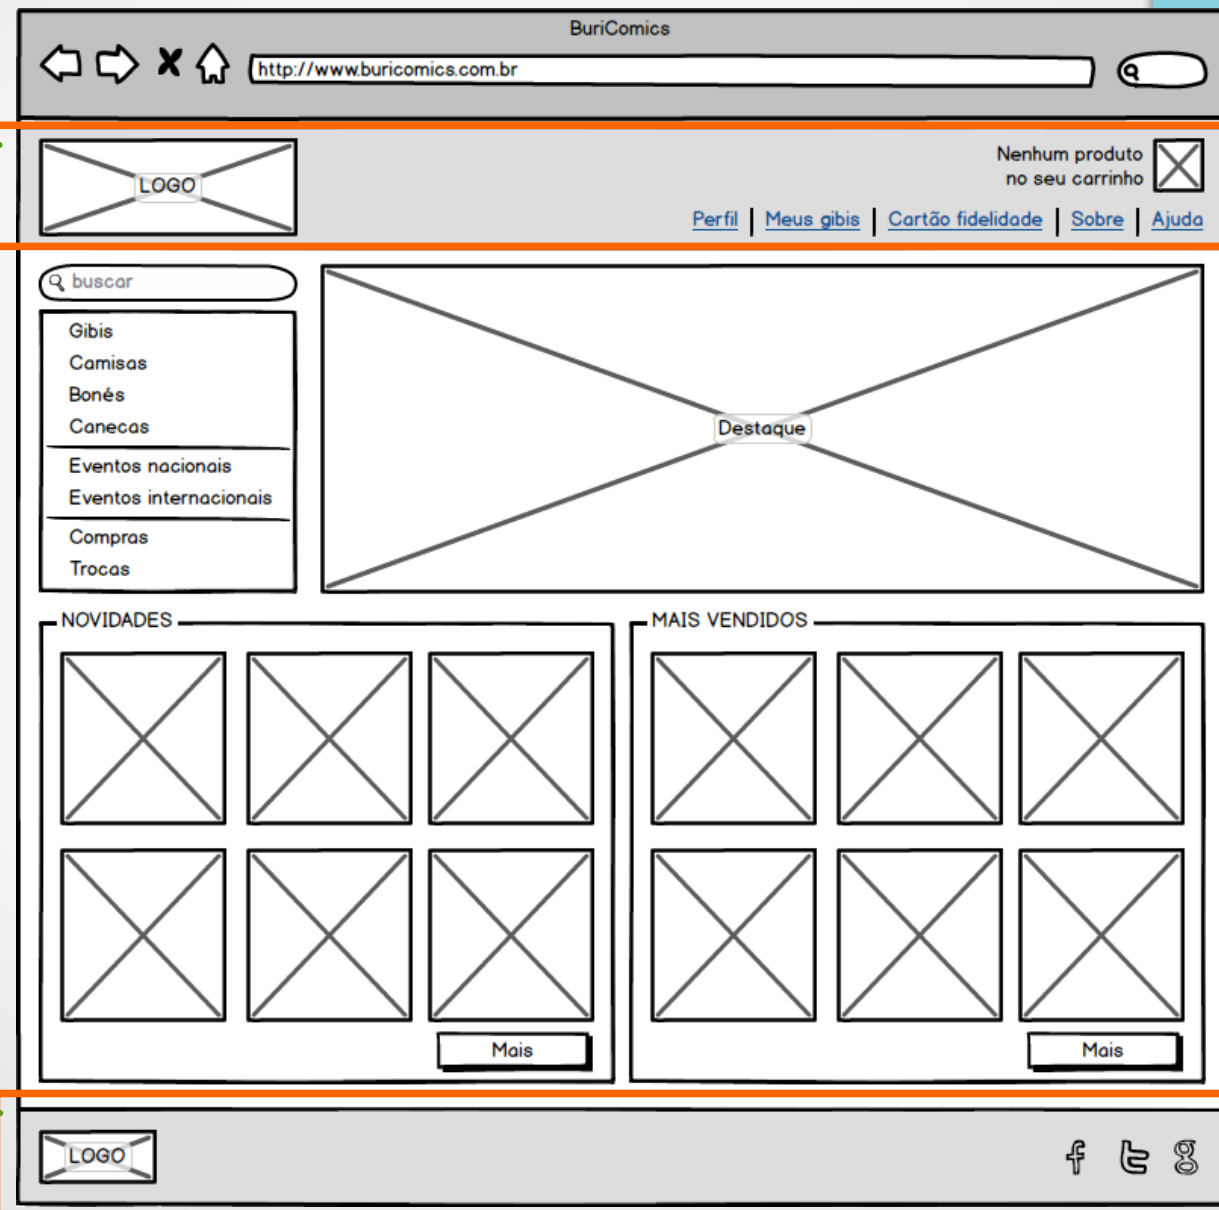 BuriComics
http://www.buricomics.com.br
LOGO
Nenhum produto
no seu carrinho
Perfil | Meus gibis | Cartão fidelidade | Sobre | Ajuda
buscar
Gibis
Camisas
Bonés
Canecas
Eventos nacionais
Eventos internacionais
Compras
Trocas
Destaque
NOVIDADES
Mais
MAIS VENDIDOS
Mais
LOGO